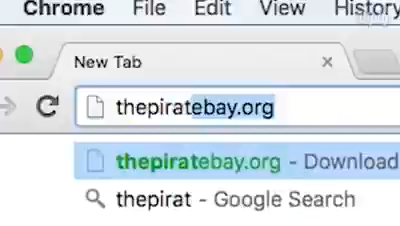 Chrome File Edit View History
New Tab
thepiratebay.org
thepiratebay.org - Download
thepirat - Google Search